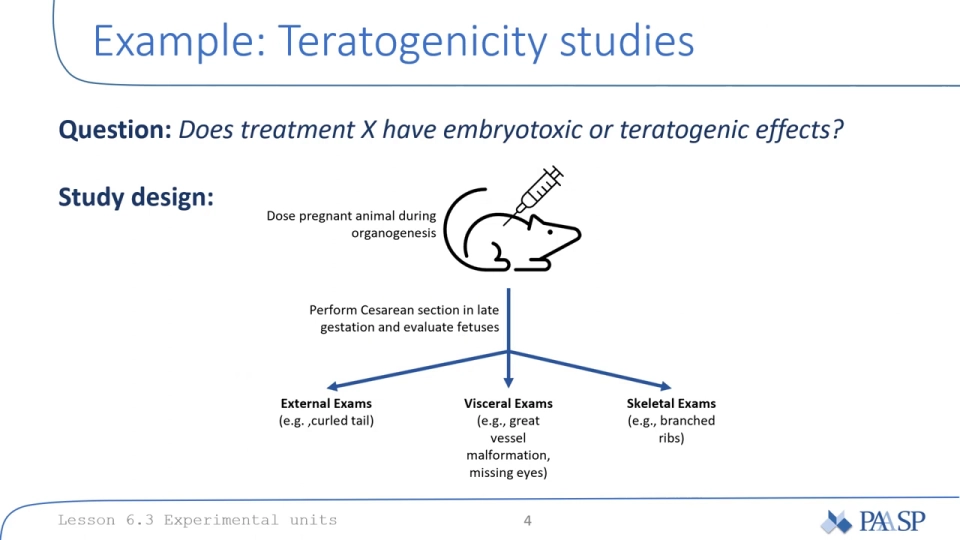 Example: Teratogenicity studies
Question: Does treatment X have embryotoxic or teratogenic effects?
Study design:
Dose pregnant animal during
organogenesis
Perform Cesarean section in late
gestation and evaluate fetuses
External Exams
(e.g. ,curled tail)
Visceral Exams
(e.g., great
vessel
malformation,
missing eyes)
Skeletal Exams
(e.g., branched
ribs)
Lesson 6.3 Experimental units
4
PAASP